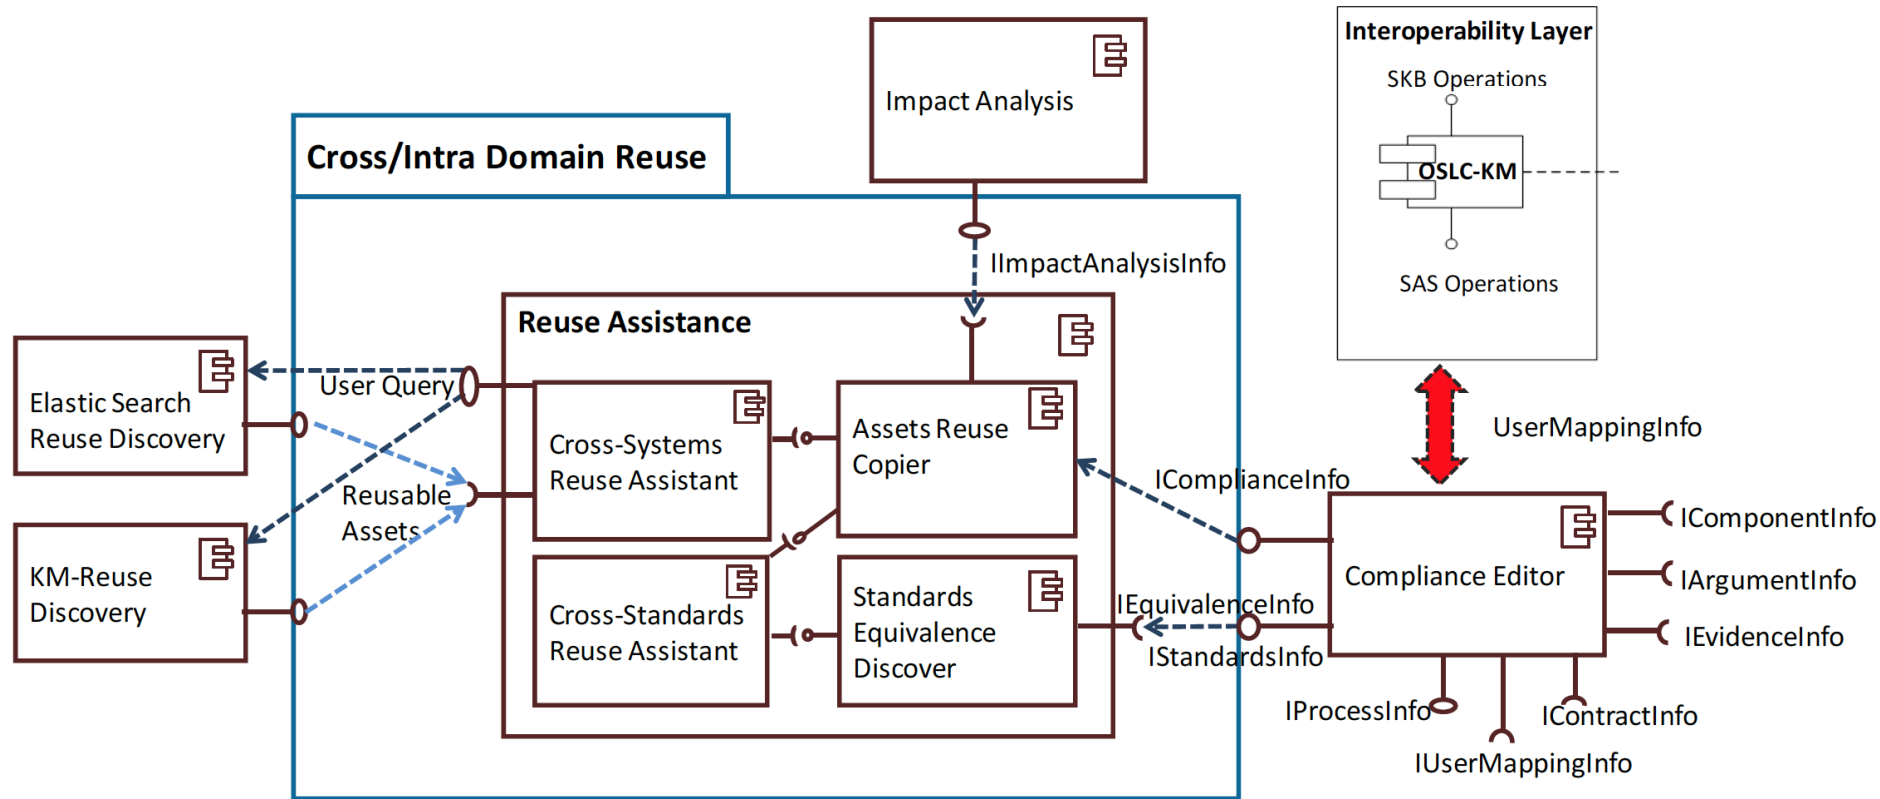 Interoperability Layer
SKB Operations
OSLC-KM
SAS Operations
Impact Analysis
Cross/Intra Domain Reuse
IImpactAnalysisInfo
Reuse Assistance
Elastic Search
Reuse Discovery
User Query
Reusable
Assets
KM-Reuse
Discovery
Cross-Systems
Reuse Assistant
Assets Reuse
Copier
Cross-Standards
Reuse Assistant
Standards
Equivalence
Discover
UserMappingInfo
IComplianceInfo
IEquivalenceInfo
IStandardsInfo
Compliance Editor
IComponentInfo
IArgumentInfo
IEvidenceInfo
IProcessInfo
IContractInfo
IUserMappingInfo